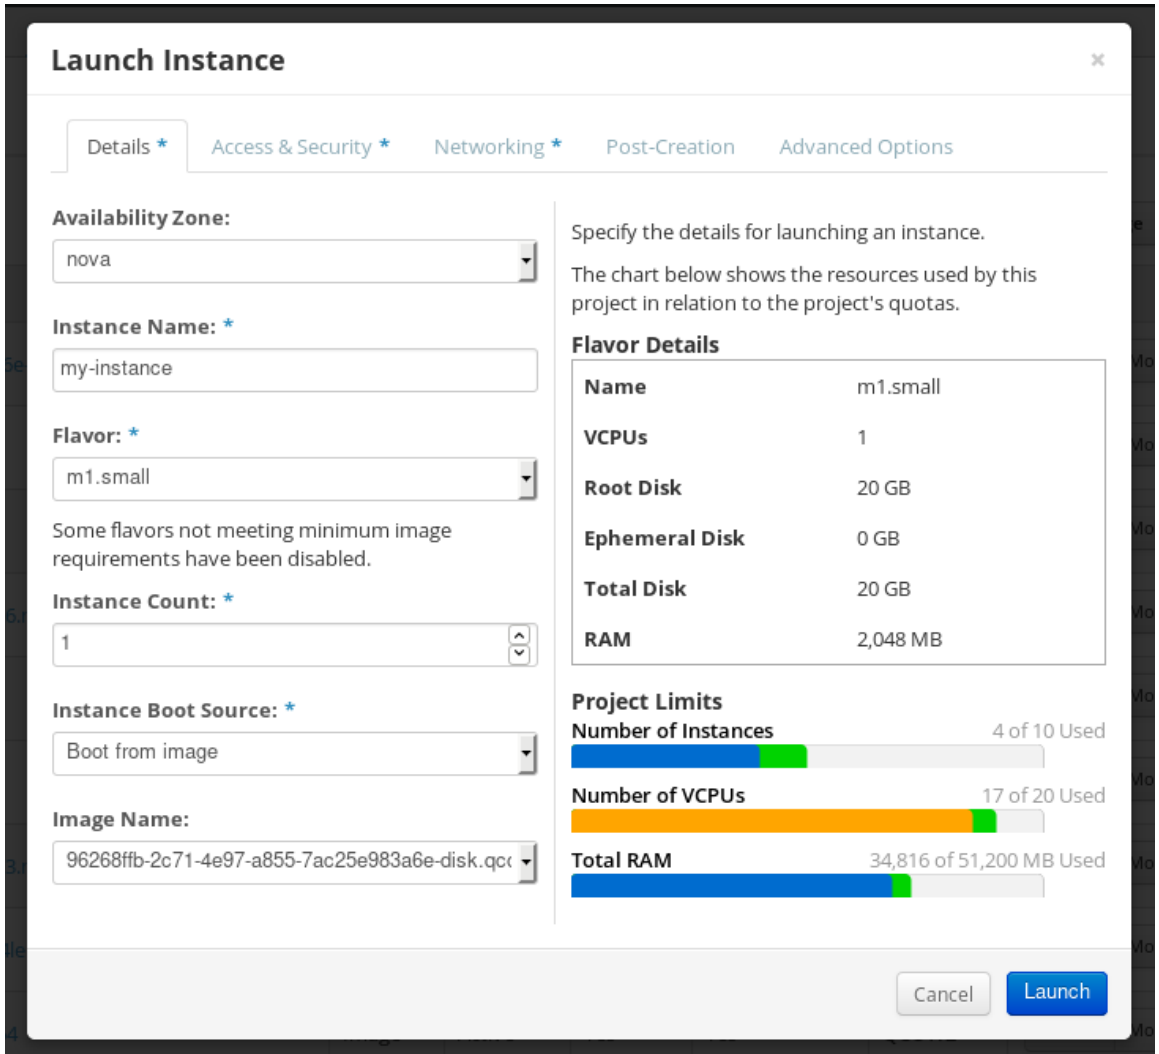 Launch Instance
×
Details *
Access & Security *
Networking *
Post-Creation
Advanced Options
Availability Zone:
nova
Instance Name: *
my-instance
Flavor: *
m1.small
Some flavors not meeting minimum image
requirements have been disabled.
Instance Count: *
1
Instance Boot Source: *
Boot from image
Image Name:
96268ffb-2c71-4e97-a855-7ac25e983a6e-disk.qc
Specify the details for launching an instance.
The chart below shows the resources used by this
project in relation to the project's quotas.
Flavor Details
Name m1.small
VCPUs 1
Root Disk 20 GB
Ephemeral Disk 0 GB
Total Disk 20 GB
RAM 2,048 MB
Project Limits
Number of Instances 4 of 10 Used
Number of VCPUs 17 of 20 Used
Total RAM 34,816 of 51,200 MB Used
Cancel
Launch